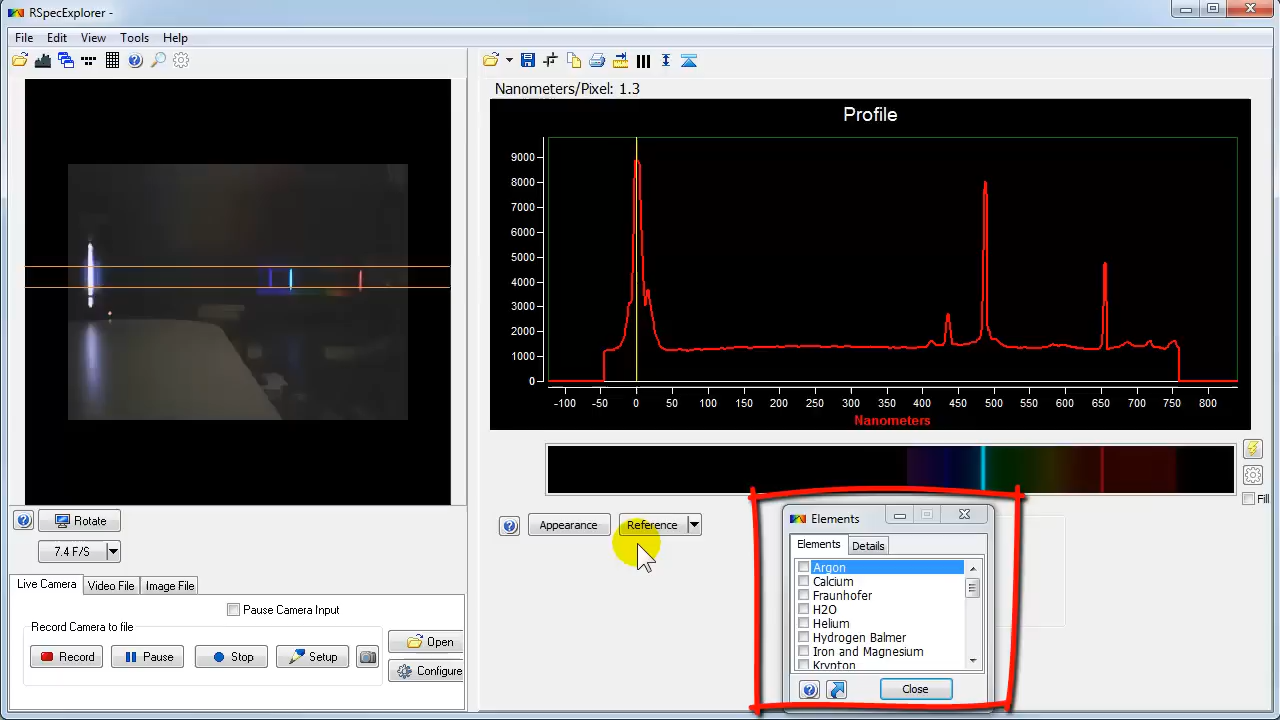 RSpecExplorer -
File Edit View Tools Help
Nanometers/Pixel: 1.3
Profile
9000
8000
7000
6000
5000
4000
3000
2000
1000
0
-100 -50 0 50 100 150 200 250 300 350 400 450 500 550 600 650 700 750 800
Nanometers
Fill
Rotate
Appearance
Reference
7.4 F/S
Live Camera Video File Image File
Pause Camera Input
Record Camera to file
Record Pause Stop Setup
Open
Configure
Elements
Elements Details
Argon
Calcium
Fraunhofer
H2O
Helium
Hydrogen Balmer
Iron and Magnesium
Krypton
Close